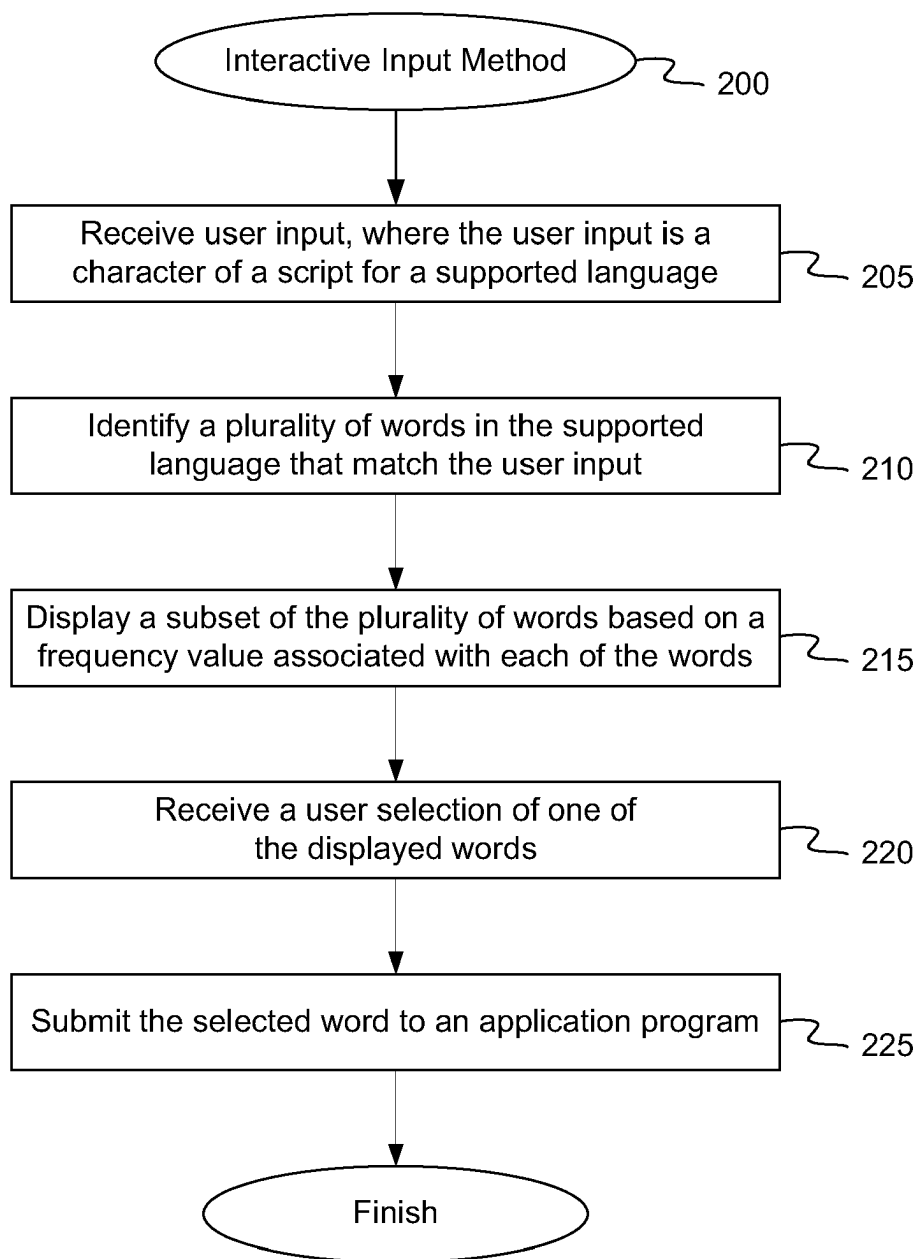 Interactive Input Method
200
Receive user input, where the user input is a
character of a script for a supported language
205
Identify a plurality of words in the supported
language that match the user input
210
Display a subset of the plurality of words based on a
frequency value associated with each of the words
215
Receive a user selection of one of
the displayed words
220
Submit the selected word to an application program
225
Finish